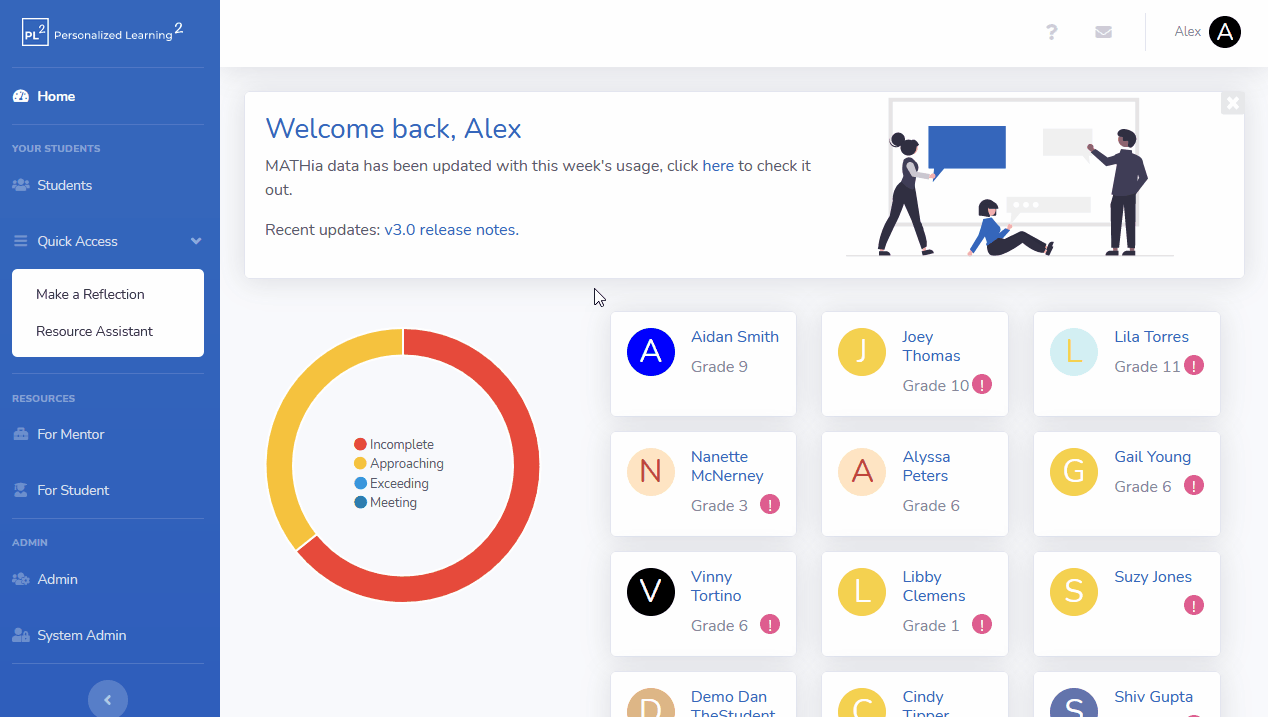 PL2 Personalized Learning2
Home
YOUR STUDENTS
Students
Quick Access
Make a Reflection
Resource Assistant
RESOURCES
For Mentor
For Student
ADMIN
Admin
System Admin
?
Alex A
Welcome back, Alex
MATHia data has been updated with this week's usage, click here to check it
out.
Recent updates: v3.0 release notes.
Incomplete
Approaching
Exceeding
Meeting
A
Aidan Smith
Grade 9
J
Joey
Thomas
Grade 10 !
L
Lila Torres
Grade 11 !
N
Nanette
McNerney
Grade 3 !
A
Alyssa
Peters
Grade 6
G
Gail Young
Grade 6 !
V
Vinny
Tortino
Grade 6 !
L
Libby
Clemens
Grade 1 !
S
Suzy Jones
!
D
Demo Dan
TheStudent
C
Cindy
Tipper
S
Shiv Gupta